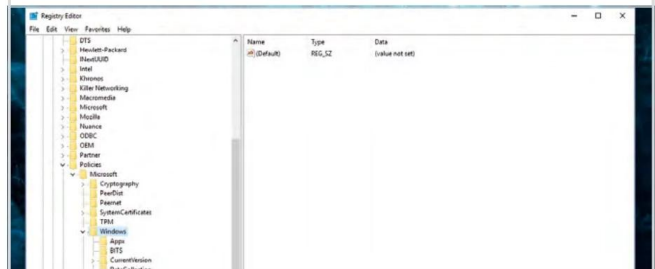 Registry Editor
File Edit View Favorites Help
DTS
Hewlett-Packard
INextUUID
Intel
Khronos
Killer Networking
Macromedia
Microsoft
Mozilla
Nuance
ODBC
OEM
Partner
Policies
Microsoft
Cryptography
PeerDist
Peernet
SystemCertificates
TPM
Windows
Appx
BITS
CurrentVersion
DataCollection
Name Type Data
(Default) REG_SZ (value not set)